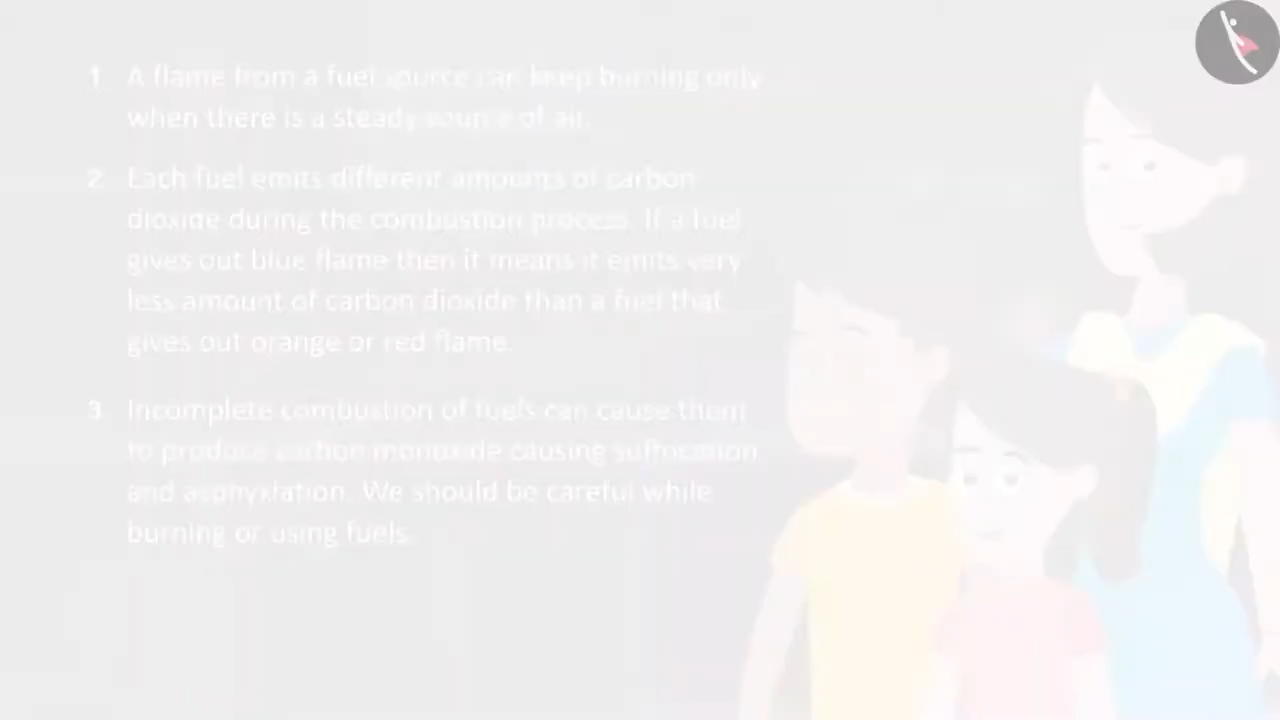 1. A flame from a fuel source can keep burning only
when there is a steady source of air.
2. Each fuel emits different amounts of carbon
dioxide during the combustion process. If a fuel
gives out blue flame then it means it emits very
less amount of carbon dioxide than a fuel that
gives out orange or red flame.
3. Incomplete combustion of fuels can cause them
to produce carbon monoxide causing suffocation
and asphyxiation. We should be careful while
burning or using fuels.